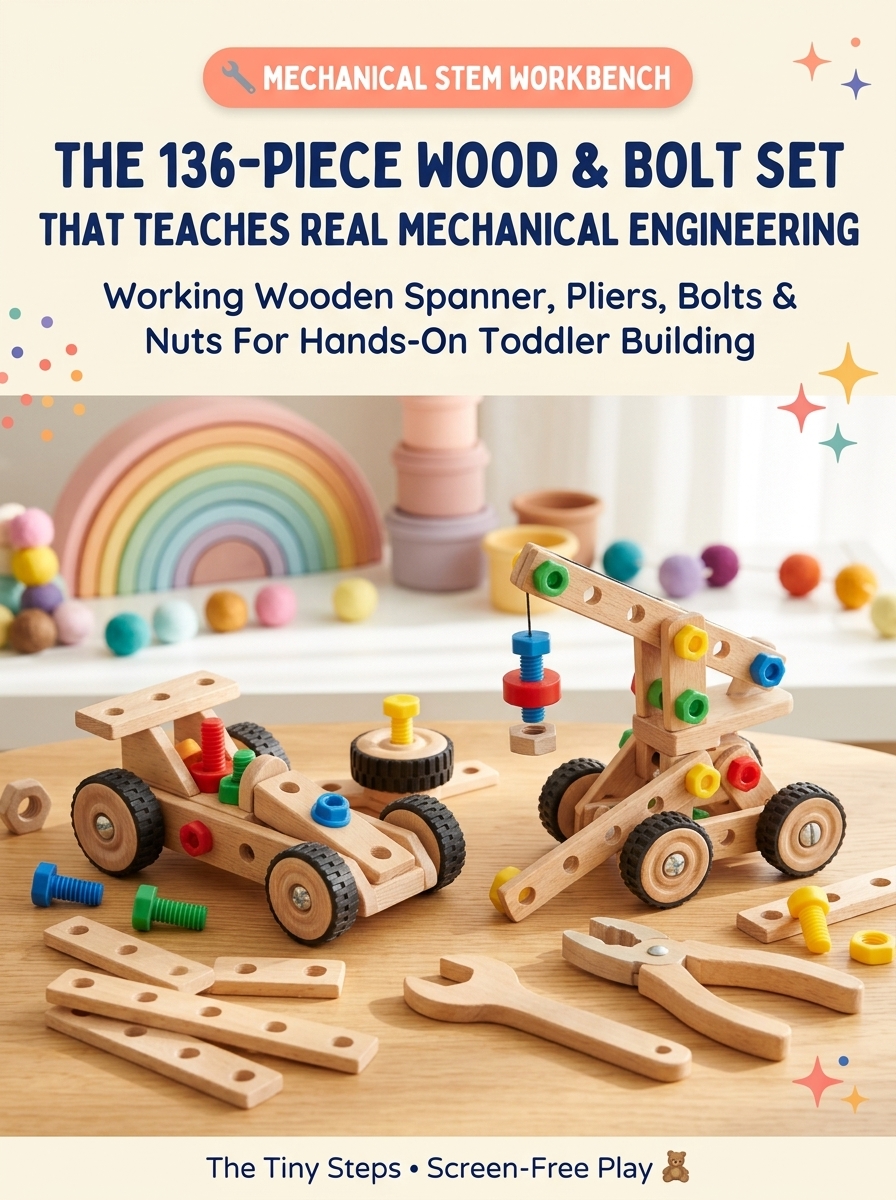 🔧 MECHANICAL STEM WORKBENCH
THE 136-PIECE WOOD & BOLT SET
THAT TEACHES REAL MECHANICAL ENGINEERING
Working Wooden Spanner, Pliers, Bolts &
Nuts For Hands-On Toddler Building
The Tiny Steps • Screen-Free Play 🧸